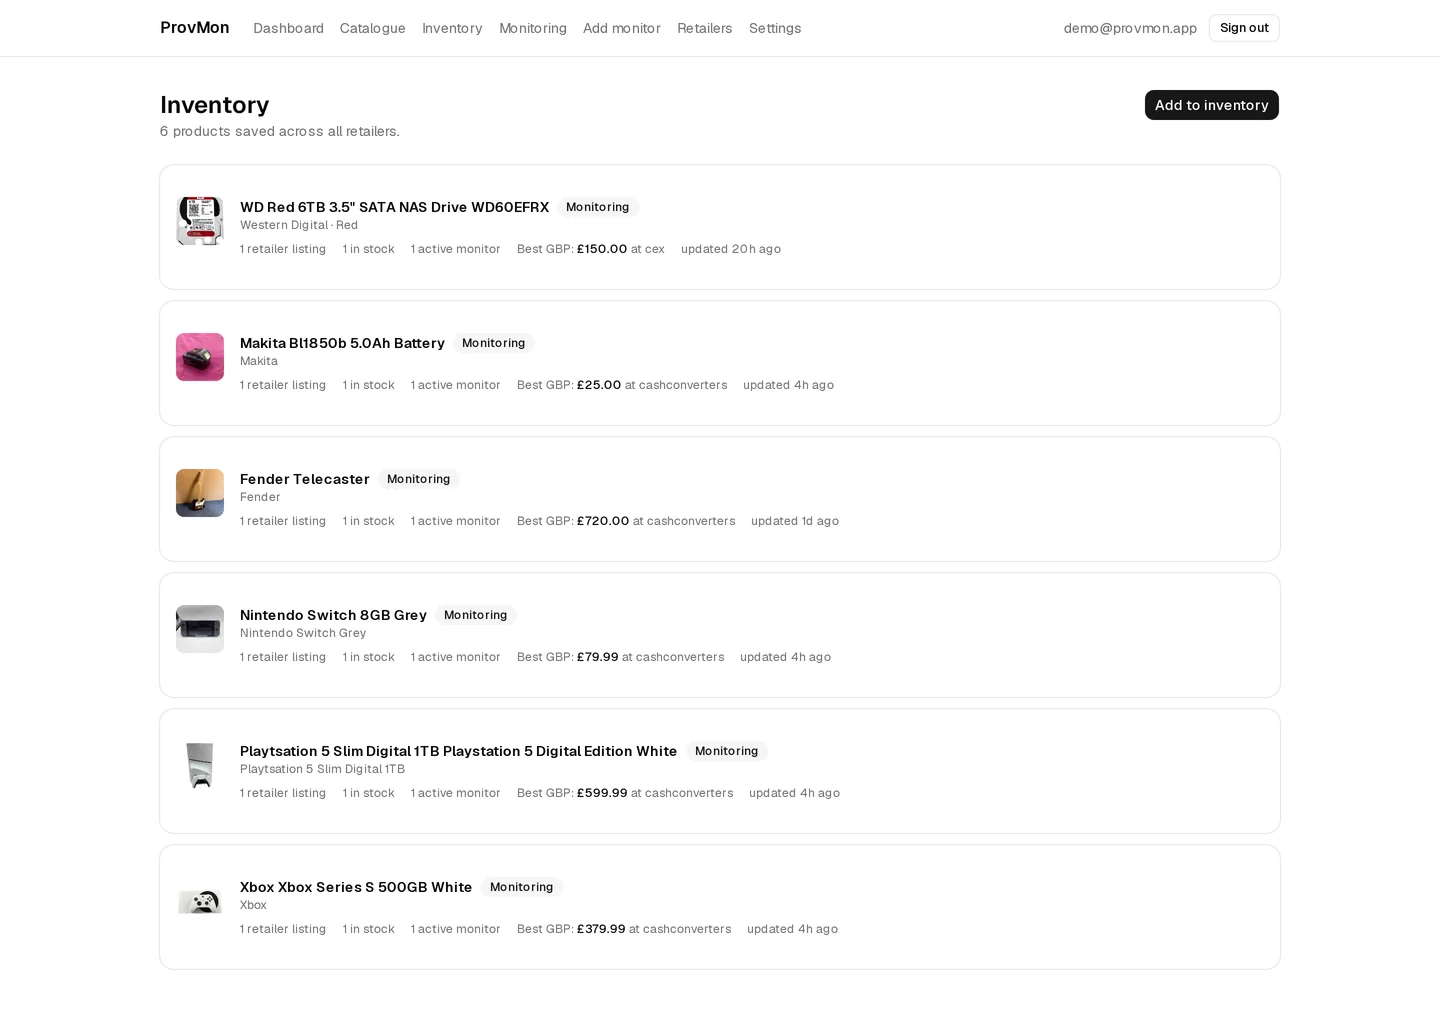 ProvMon Dashboard Catalogue Inventory Monitoring Add monitor Retailers Settings demo@provmon.app Sign out
Inventory Add to inventory
6 products saved across all retailers.
WD Red 6TB 3.5" SATA NAS Drive WD60EFRX Monitoring
Western Digital · Red
1 retailer listing 1 in stock 1 active monitor Best GBP: £150.00 at cex updated 20h ago
Makita Bl1850b 5.0Ah Battery Monitoring
Makita
1 retailer listing 1 in stock 1 active monitor Best GBP: £25.00 at cashconverters updated 4h ago
Fender Telecaster Monitoring
Fender
1 retailer listing 1 in stock 1 active monitor Best GBP: £720.00 at cashconverters updated 1d ago
Nintendo Switch 8GB Grey Monitoring
Nintendo Switch Grey
1 retailer listing 1 in stock 1 active monitor Best GBP: £79.99 at cashconverters updated 4h ago
Playtsation 5 Slim Digital 1TB Playstation 5 Digital Edition White Monitoring
Playtsation 5 Slim Digital 1TB
1 retailer listing 1 in stock 1 active monitor Best GBP: £599.99 at cashconverters updated 4h ago
Xbox Xbox Series S 500GB White Monitoring
Xbox
1 retailer listing 1 in stock 1 active monitor Best GBP: £379.99 at cashconverters updated 4h ago